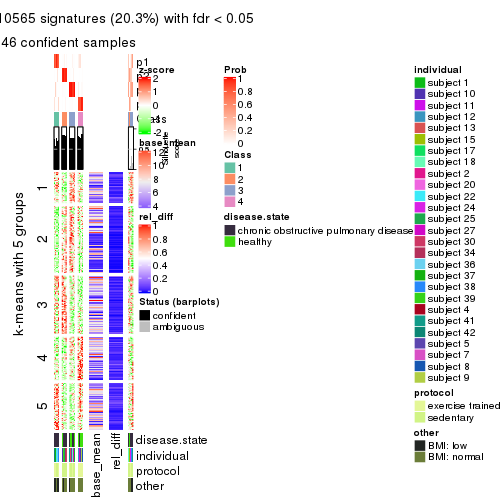 10565 signatures (20.3%) with fdr < 0.05
46 confident samples
p1
p2
z-score
2
1
0
-1
-2
base_mean
12
10
8
6
4
rel_diff
1
0.8
0.6
0.4
0.2
0
Status (barplots)
confident
ambiguous
Prob
1
0.8
0.6
0.4
0.2
0
Class
1
2
3
4
disease.state
chronic obstructive pulmonary disease
healthy
individual
subject 1
subject 10
subject 11
subject 12
subject 13
subject 15
subject 17
subject 18
subject 2
subject 20
subject 22
subject 24
subject 25
subject 27
subject 30
subject 34
subject 36
subject 37
subject 38
subject 39
subject 4
subject 41
subject 42
subject 5
subject 7
subject 8
subject 9
protocol
exercise trained
sedentary
other
BMI: low
BMI: normal
k-means with 5 groups
1
2
3
4
5
base_mean
rel_diff
disease.state
individual
protocol
other